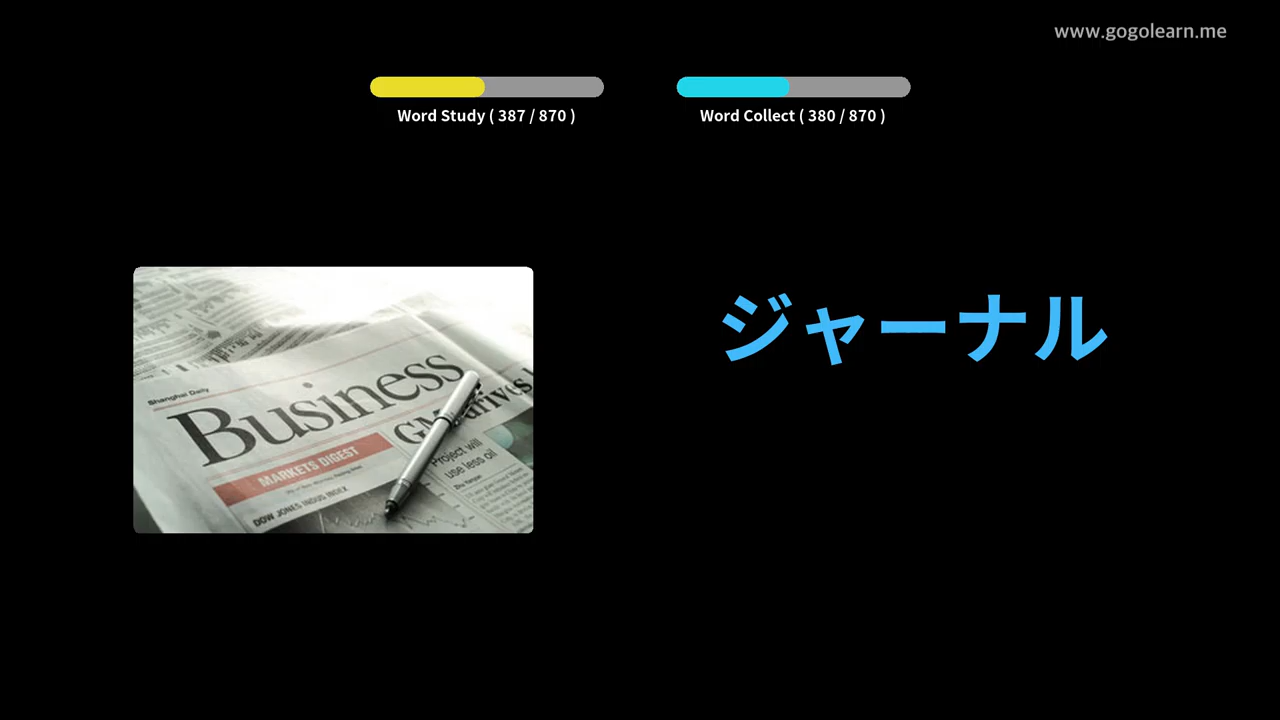 www.gogolearn.me
Word Study ( 387 / 870 )
Word Collect ( 380 / 870 )
ジャーナル
Shanghai Daily
Business
MARKETS DIGEST
DOW JONES INDUS INDEX
GM drives
Project will
use less oil